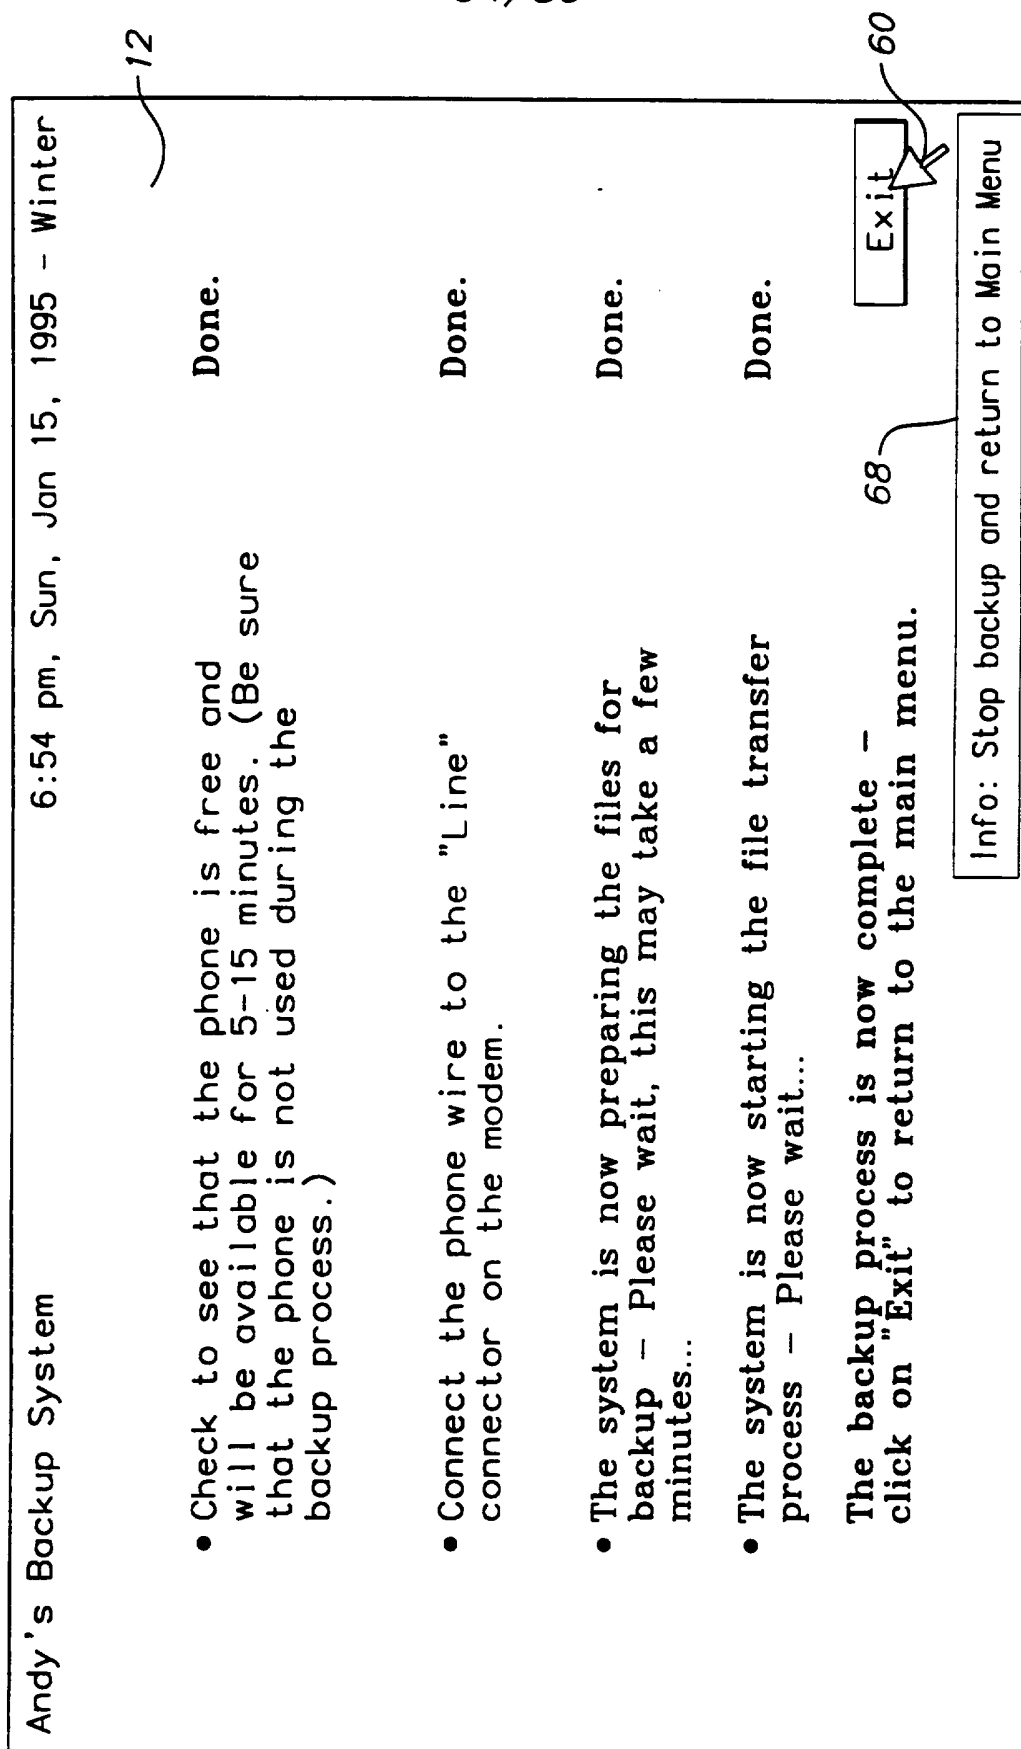 Andy's Backup System 6:54 pm, Sun, Jan 15, 1995 – Winter
12
• Check to see that the phone is free and Done.
will be available for 5–15 minutes. (Be sure
that the phone is not used during the
backup process.)
• Connect the phone wire to the "Line" Done.
connector on the modem.
• The system is now preparing the files for Done.
backup – Please wait, this may take a few
minutes...
• The system is now starting the file transfer Done.
process – Please wait...
The backup process is now complete –
click on "Exit" to return to the main menu.
Exit
60
68
Info: Stop backup and return to Main Menu